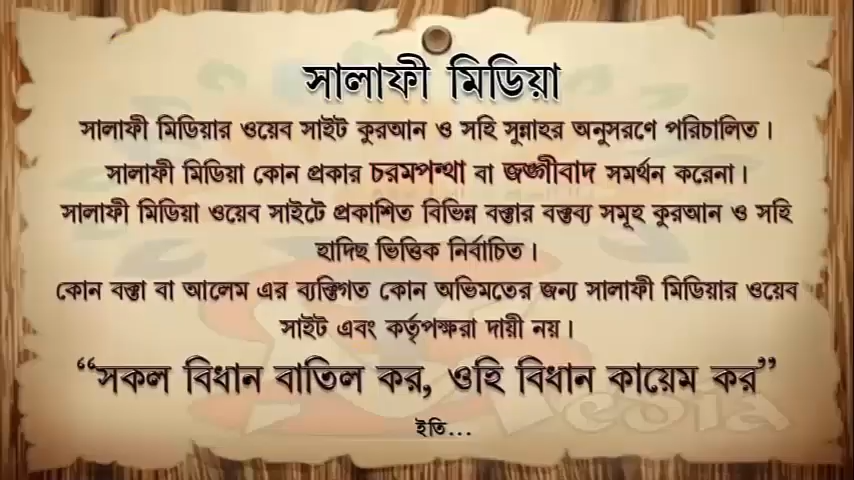 সালাফী মিডিয়া
সালাফী মিডিয়ার ওয়েব সাইট কুরআন ও সহি সুন্নাহর অনুসরণে পরিচালিত।
সালাফী মিডিয়া কোন প্রকার চরমপন্থা বা জঙ্গীবাদ সমর্থন করেনা।
সালাফী মিডিয়া ওয়েব সাইটে প্রকাশিত বিভিন্ন বক্তার বক্তব্য সমূহ কুরআন ও সহি
হাদিছ ভিত্তিক নির্বাচিত।
কোন বক্তা বা আলেম এর ব্যক্তিগত কোন অভিমতের জন্য সালাফী মিডিয়ার ওয়েব
সাইট এবং কর্তৃপক্ষরা দায়ী নয়।
“সকল বিধান বাতিল কর, ওহি বিধান কায়েম কর”
ইতি...